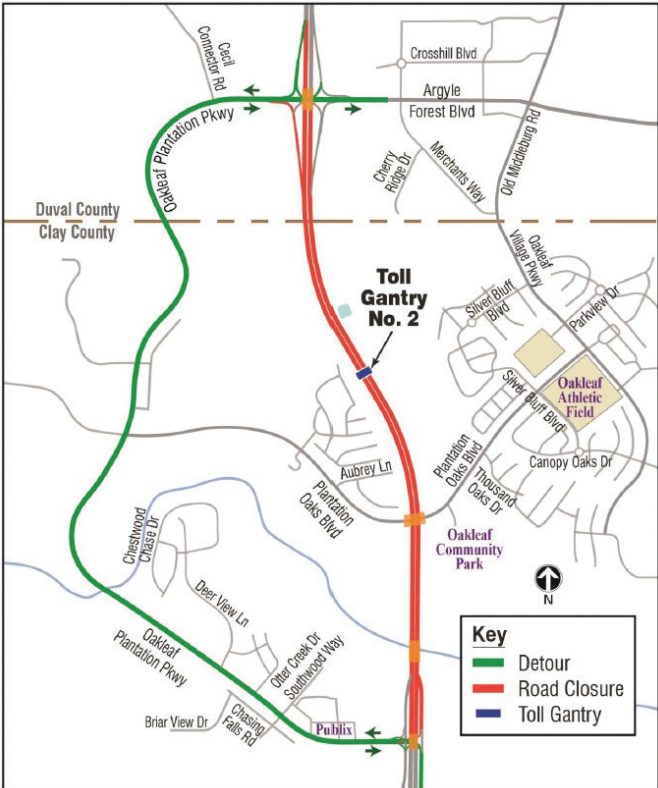 Cecil
Connector Rd
Crosshill Blvd
Argyle
Forest Blvd
Oakleaf Plantation Pkwy
Old Middleburg Rd
Merchants Way
Cherry
Ridge Dr
Duval County
Clay County
Oakleaf
Village Pkwy
Toll
Gantry
No. 2
Silver Bluff
Blvd
Parkview Dr
Silver Bluff Blvd
Oakleaf
Athletic
Field
Aubrey Ln
Plantation
Oaks Blvd
Plantation
Oaks Blvd
Canopy Oaks Dr
Thousand
Oaks Dr
Oakleaf
Community
Park
Chestwood
Chase Dr
N
Deer View Ln
Oakleaf
Plantation Pkwy
Otter Creek Dr
Southwood Way
Briar View Dr
Chasing
Falls Rd
Publix
Key
Detour
Road Closure
Toll Gantry